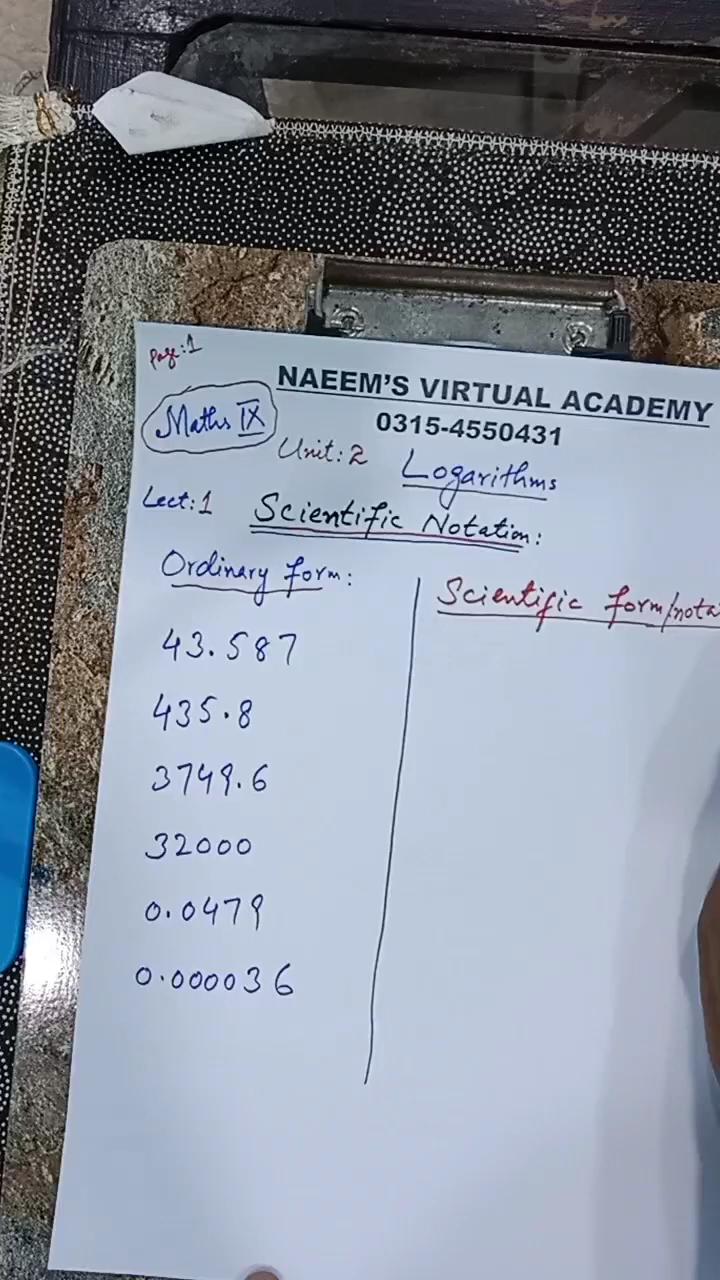 Page:1
NAEEM'S VIRTUAL ACADEMY
0315-4550431
Maths IX
Unit:2 Logarithms
Lect:1 Scientific Notation:
Ordinary form:
Scientific form/nota
43.587
435.8
3749.6
32000
0.0479
0.000036